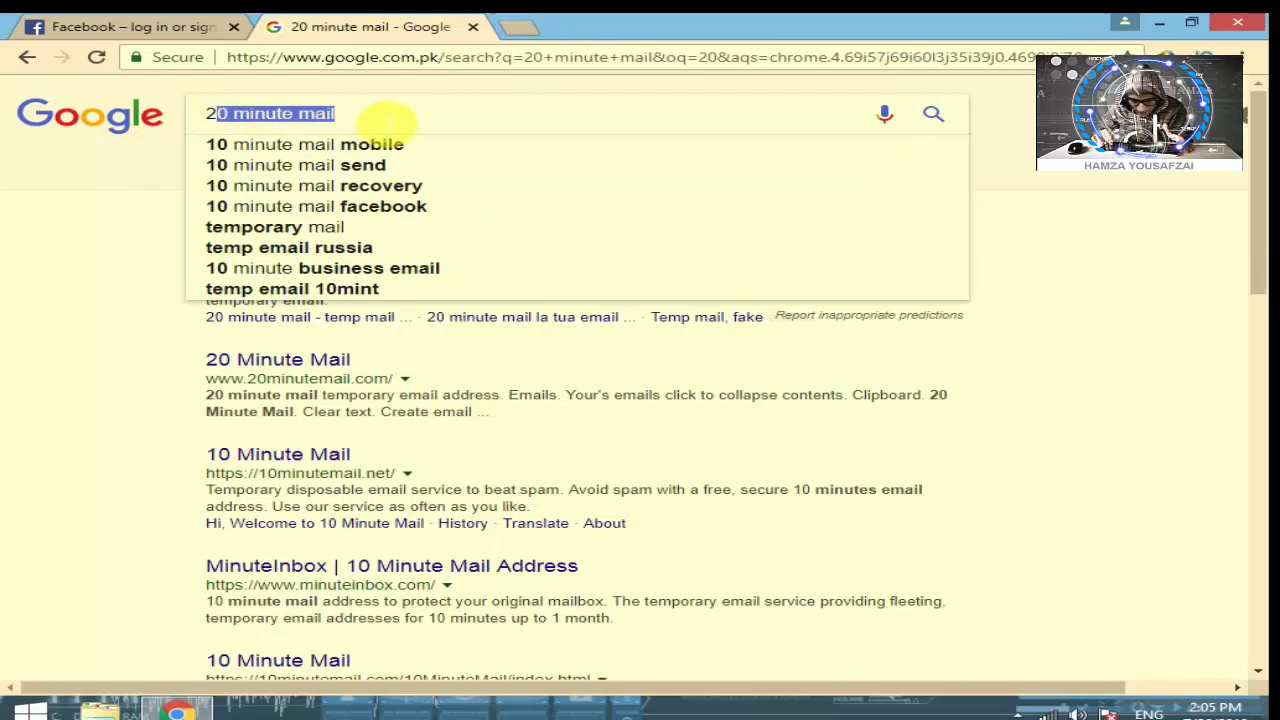 Facebook – log in or sign
20 minute mail - Google
Secure
https://www.google.com.pk/search?q=20+minute+mail&oq=20&aqs=chrome.4.69i57j69i60l3j35i39j0.469
Google
20 minute mail
10 minute mail mobile
10 minute mail send
10 minute mail recovery
10 minute mail facebook
temporary mail
temp email russia
10 minute business email
temp email 10mint
HAMZA YOUSAFZAI
temporary email.
20 minute mail - temp mail ... · 20 minute mail la tua email ... · Temp mail, fake
Report inappropriate predictions
20 Minute Mail
www.20minutemail.com/
20 minute mail temporary email address. Emails. Your's emails click to collapse contents. Clipboard. 20
Minute Mail. Clear text. Create email ...
10 Minute Mail
https://10minutemail.net/
Temporary disposable email service to beat spam. Avoid spam with a free, secure 10 minutes email
address. Use our service as often as you like.
Hi, Welcome to 10 Minute Mail · History · Translate · About
MinuteInbox | 10 Minute Mail Address
https://www.minuteinbox.com/
10 minute mail address to protect your original mailbox. The temporary email service providing fleeting,
temporary email addresses for 10 minutes up to 1 month.
10 Minute Mail
https://10minutemail.com/10MinuteMail/index.html
ENG
2:05 PM